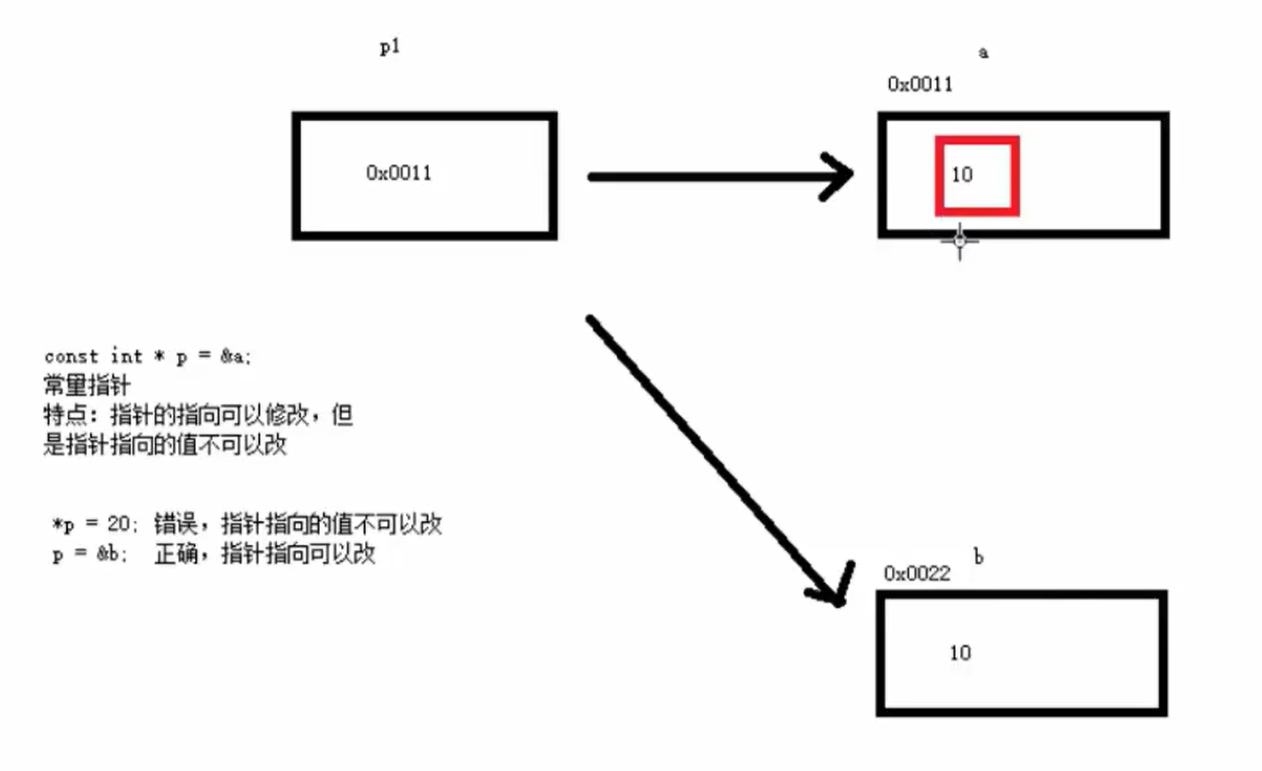 p1
a
0x0011
0x0011
10
const int * p = &a;
常量指针
特点：指针的指向可以修改，但
是指针指向的值不可以改
*p = 20; 错误，指针指向的值不可以改
p = &b; 正确，指针指向可以改
b
0x0022
10